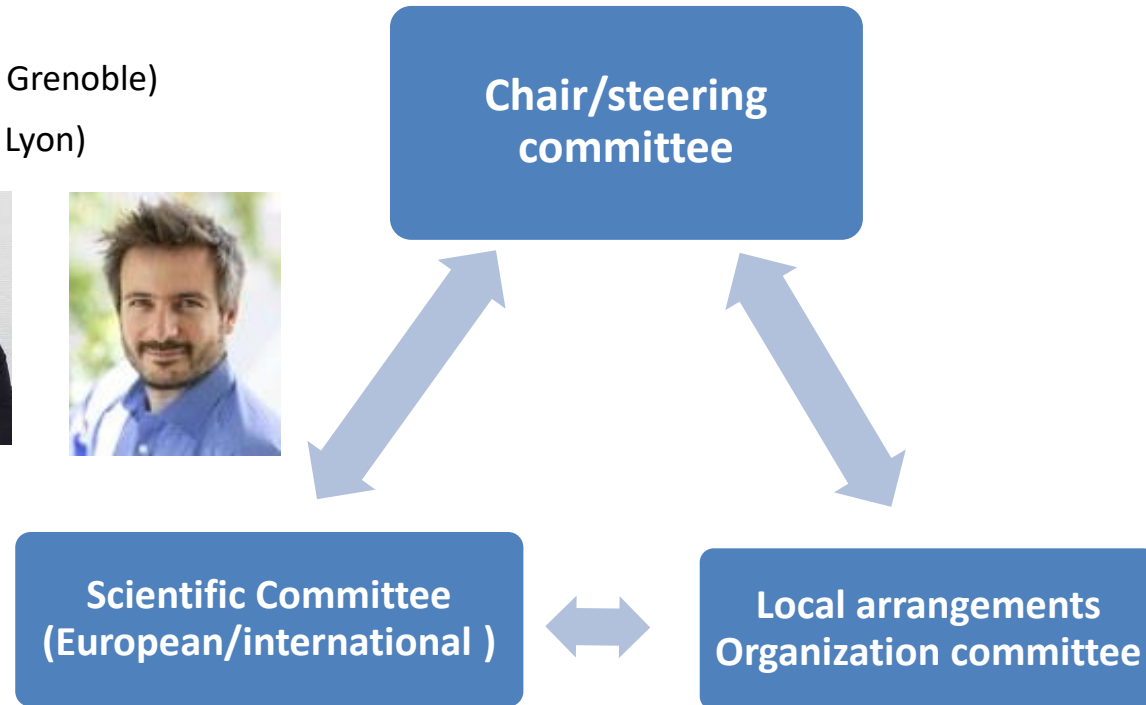 Grenoble)
Lyon)
Chair/steering
committee
Scientific Committee
(European/international )
Local arrangements
Organization committee